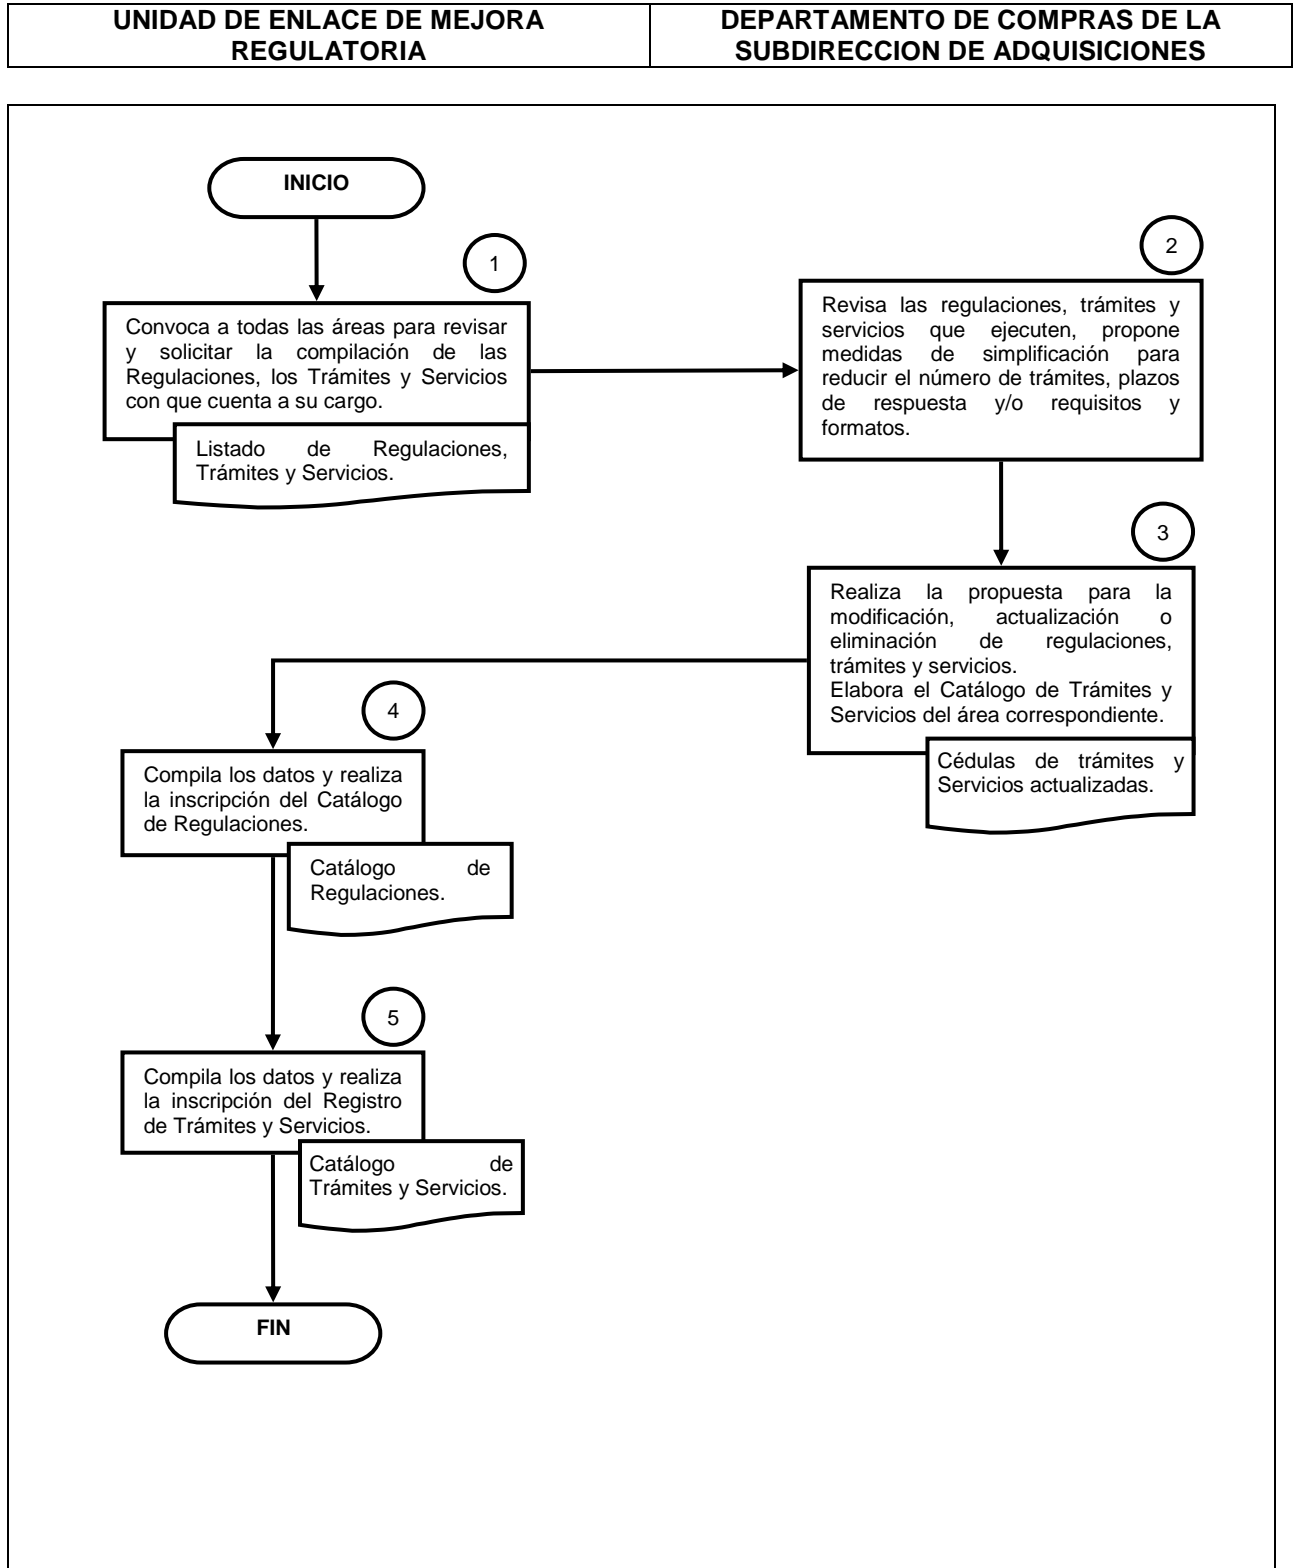 UNIDAD DE ENLACE DE MEJORA
REGULATORIA
DEPARTAMENTO DE COMPRAS DE LA
SUBDIRECCION DE ADQUISICIONES
INICIO
1
Convoca a todas las áreas para revisar
y solicitar la compilación de las
Regulaciones, los Trámites y Servicios
con que cuenta a su cargo.
Listado de Regulaciones,
Trámites y Servicios.
2
Revisa las regulaciones, trámites y
servicios que ejecuten, propone
medidas de simplificación para
reducir el número de trámites, plazos
de respuesta y/o requisitos y
formatos.
3
Realiza la propuesta para la
modificación, actualización o
eliminación de regulaciones,
trámites y servicios.
Elabora el Catálogo de Trámites y
Servicios del área correspondiente.
Cédulas de trámites y
Servicios actualizadas.
4
Compila los datos y realiza
la inscripción del Catálogo
de Regulaciones.
Catálogo de
Regulaciones.
5
Compila los datos y realiza
la inscripción del Registro
de Trámites y Servicios.
Catálogo de
Trámites y Servicios.
FIN